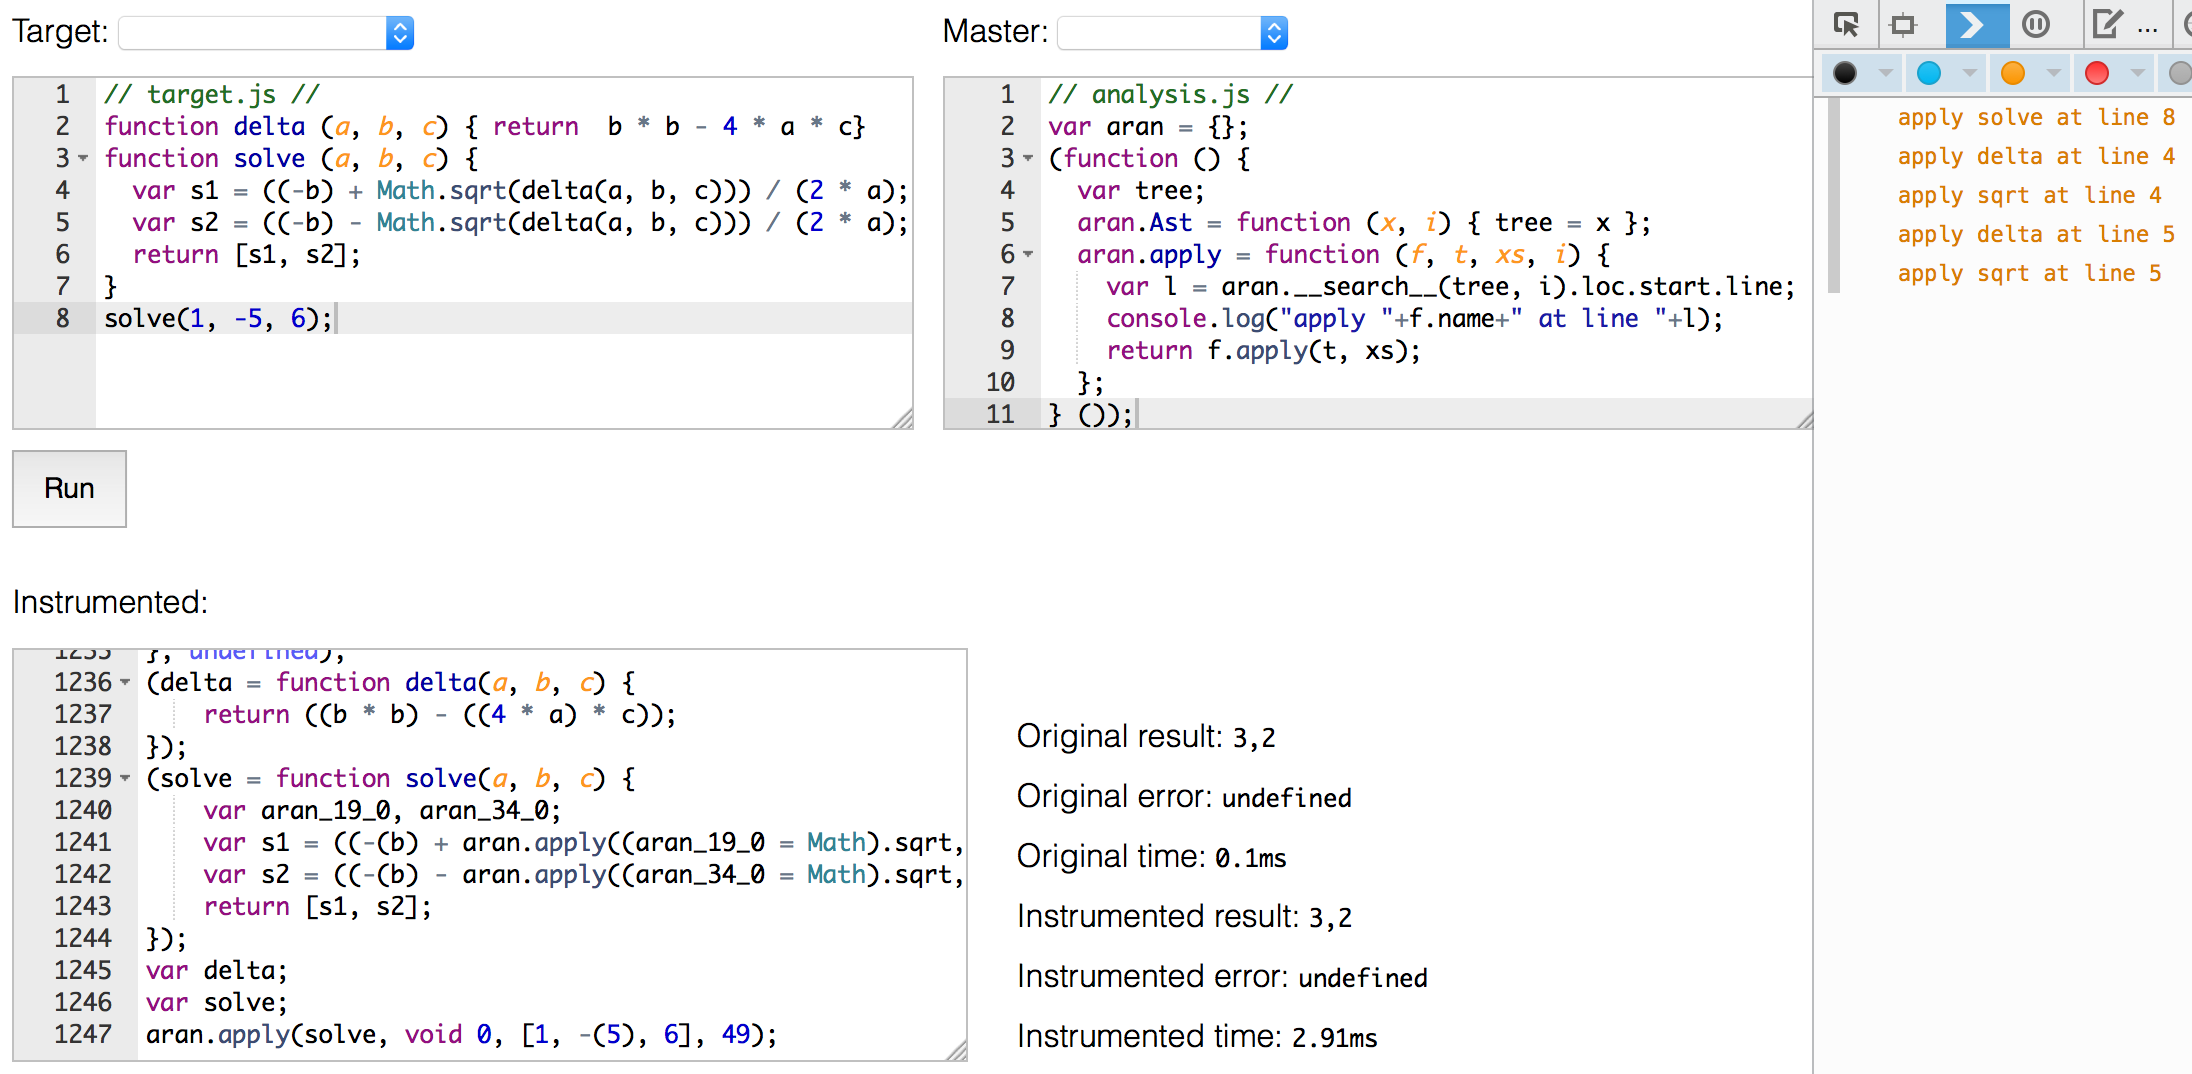 Target:
1 // target.js //
2 function delta (a, b, c) { return  b * b - 4 * a * c}
3 function solve (a, b, c) {
4   var s1 = ((-b) + Math.sqrt(delta(a, b, c))) / (2 * a);
5   var s2 = ((-b) - Math.sqrt(delta(a, b, c))) / (2 * a);
6   return [s1, s2];
7 }
8 solve(1, -5, 6);
Master:
1 // analysis.js //
2 var aran = {};
3 (function () {
4   var tree;
5   aran.Ast = function (x, i) { tree = x };
6   aran.apply = function (f, t, xs, i) {
7     var l = aran.__search__(tree, i).loc.start.line;
8     console.log("apply "+f.name+" at line "+l);
9     return f.apply(t, xs);
10   };
11 } ());
...
apply solve at line 8
apply delta at line 4
apply sqrt at line 4
apply delta at line 5
apply sqrt at line 5
Run
Instrumented:
1235 }, undefined),
1236 (delta = function delta(a, b, c) {
1237     return ((b * b) - ((4 * a) * c));
1238 });
1239 (solve = function solve(a, b, c) {
1240     var aran_19_0, aran_34_0;
1241     var s1 = ((-(b) + aran.apply((aran_19_0 = Math).sqrt,
1242     var s2 = ((-(b) - aran.apply((aran_34_0 = Math).sqrt,
1243     return [s1, s2];
1244 });
1245 var delta;
1246 var solve;
1247 aran.apply(solve, void 0, [1, -(5), 6], 49);
Original result: 3,2
Original error: undefined
Original time: 0.1ms
Instrumented result: 3,2
Instrumented error: undefined
Instrumented time: 2.91ms